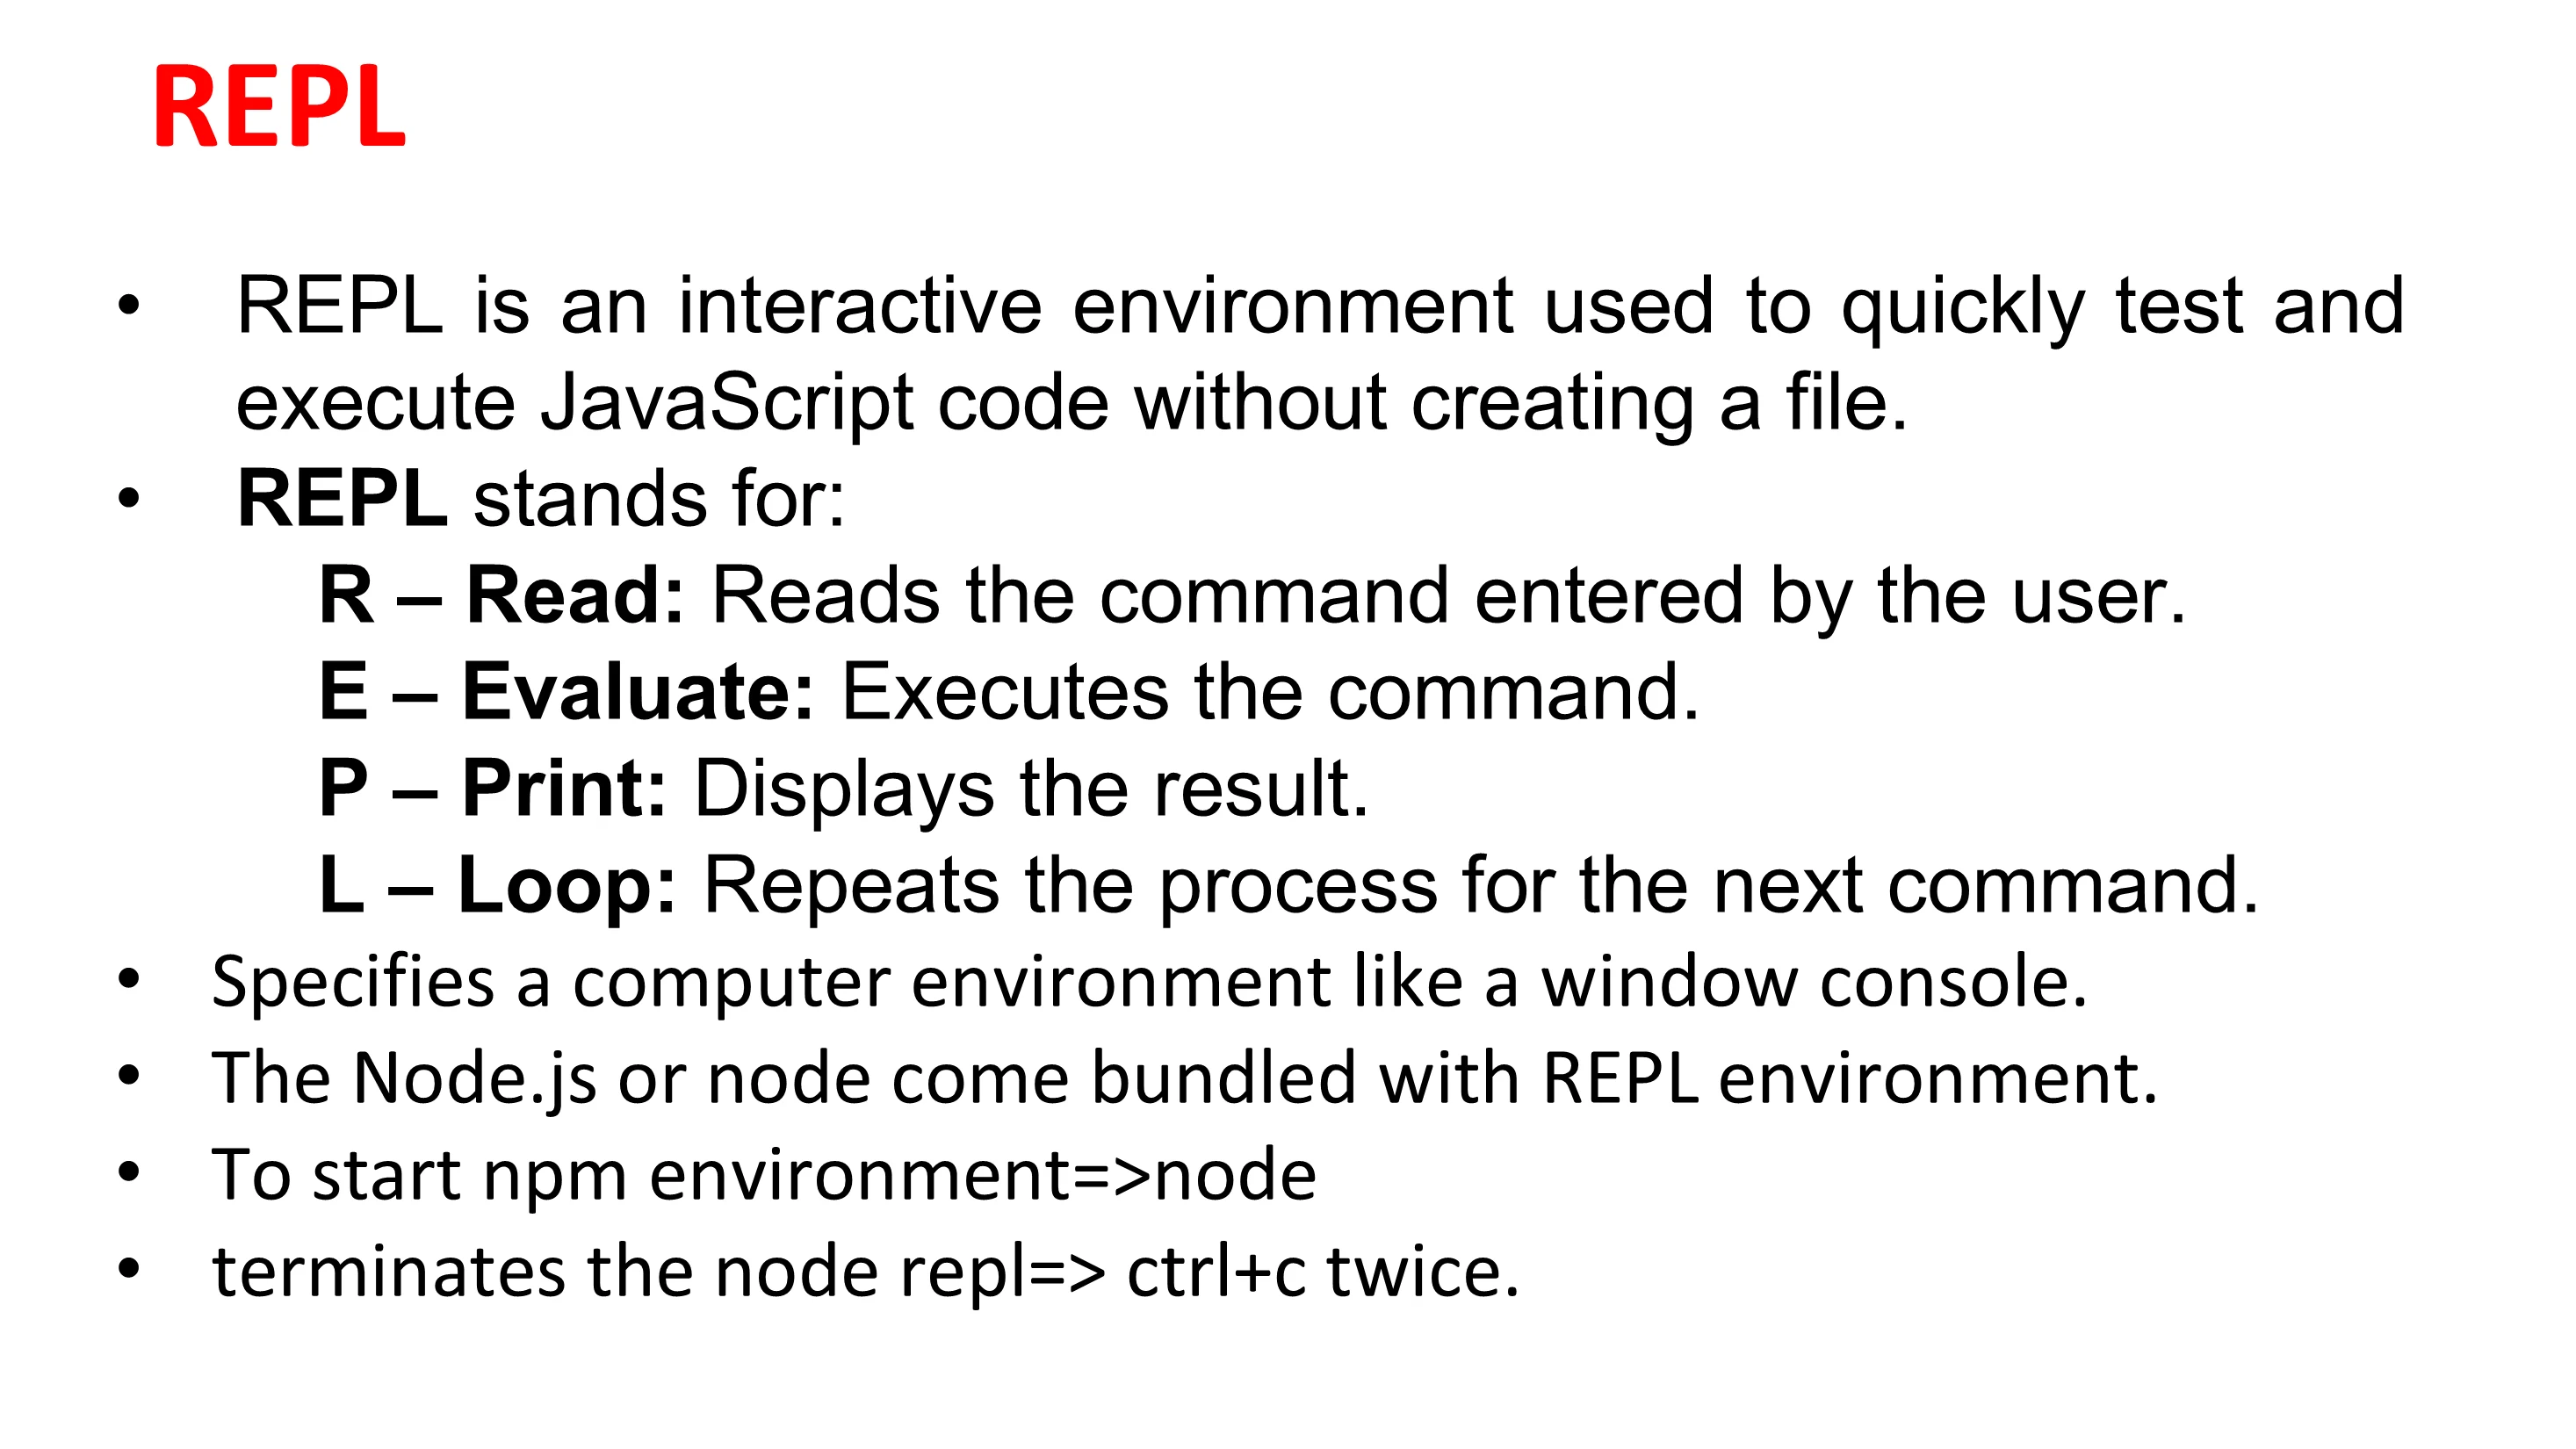 REPL
• REPL is an interactive environment used to quickly test and
execute JavaScript code without creating a file.
• REPL stands for:
R – Read: Reads the command entered by the user.
E – Evaluate: Executes the command.
P – Print: Displays the result.
L – Loop: Repeats the process for the next command.
• Specifies a computer environment like a window console.
• The Node.js or node come bundled with REPL environment.
• To start npm environment=>node
• terminates the node repl=> ctrl+c twice.